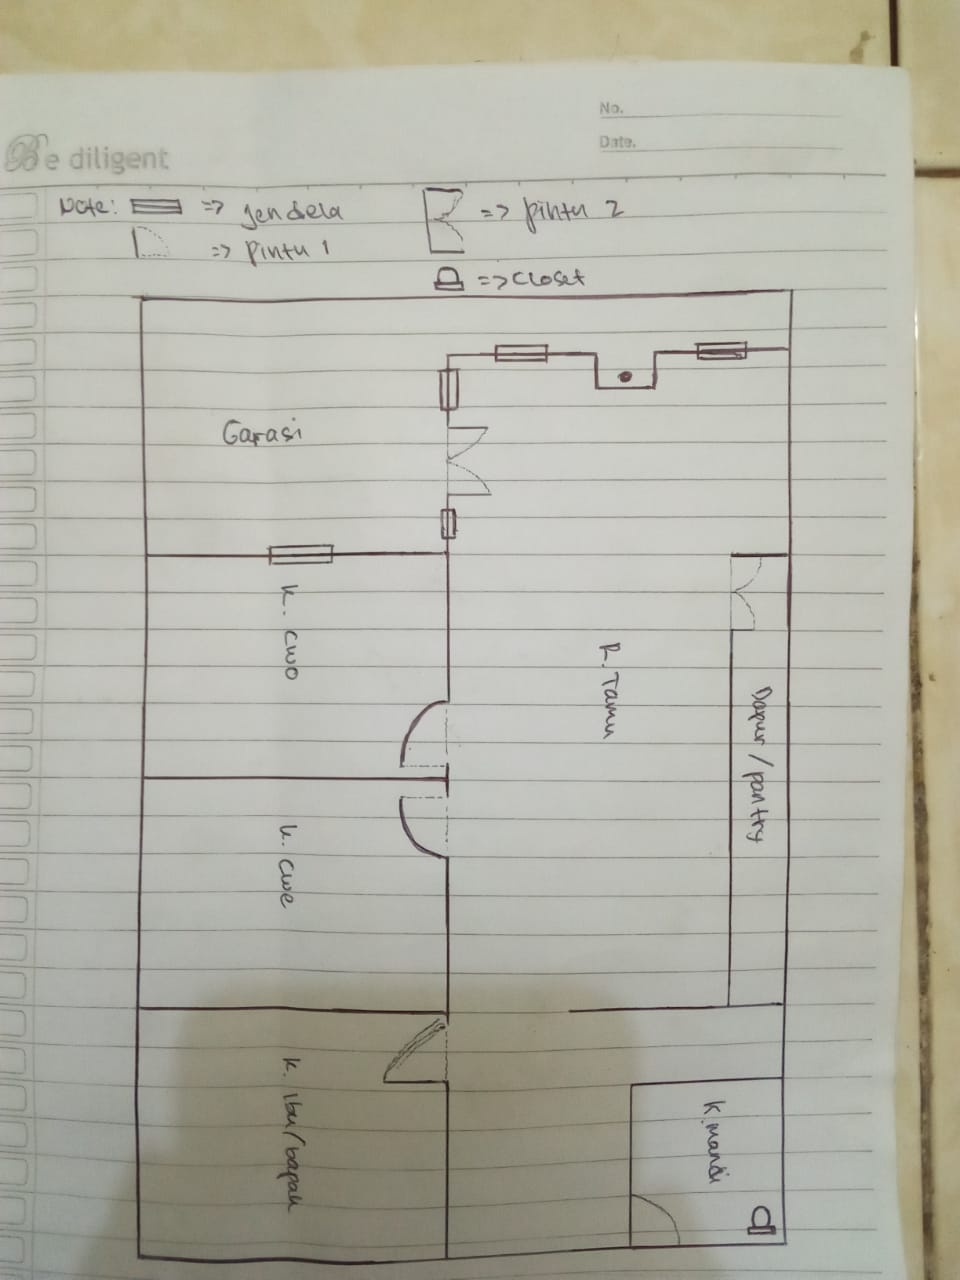 No.
Date.
Be diligent
Note: => jendela
=> pintu 2
=> pintu 1
=> closet
Garasi
K. cwo
R. Tamu
Dapur / pantry
K. cwe
K. ibu/bapak
K. mandi